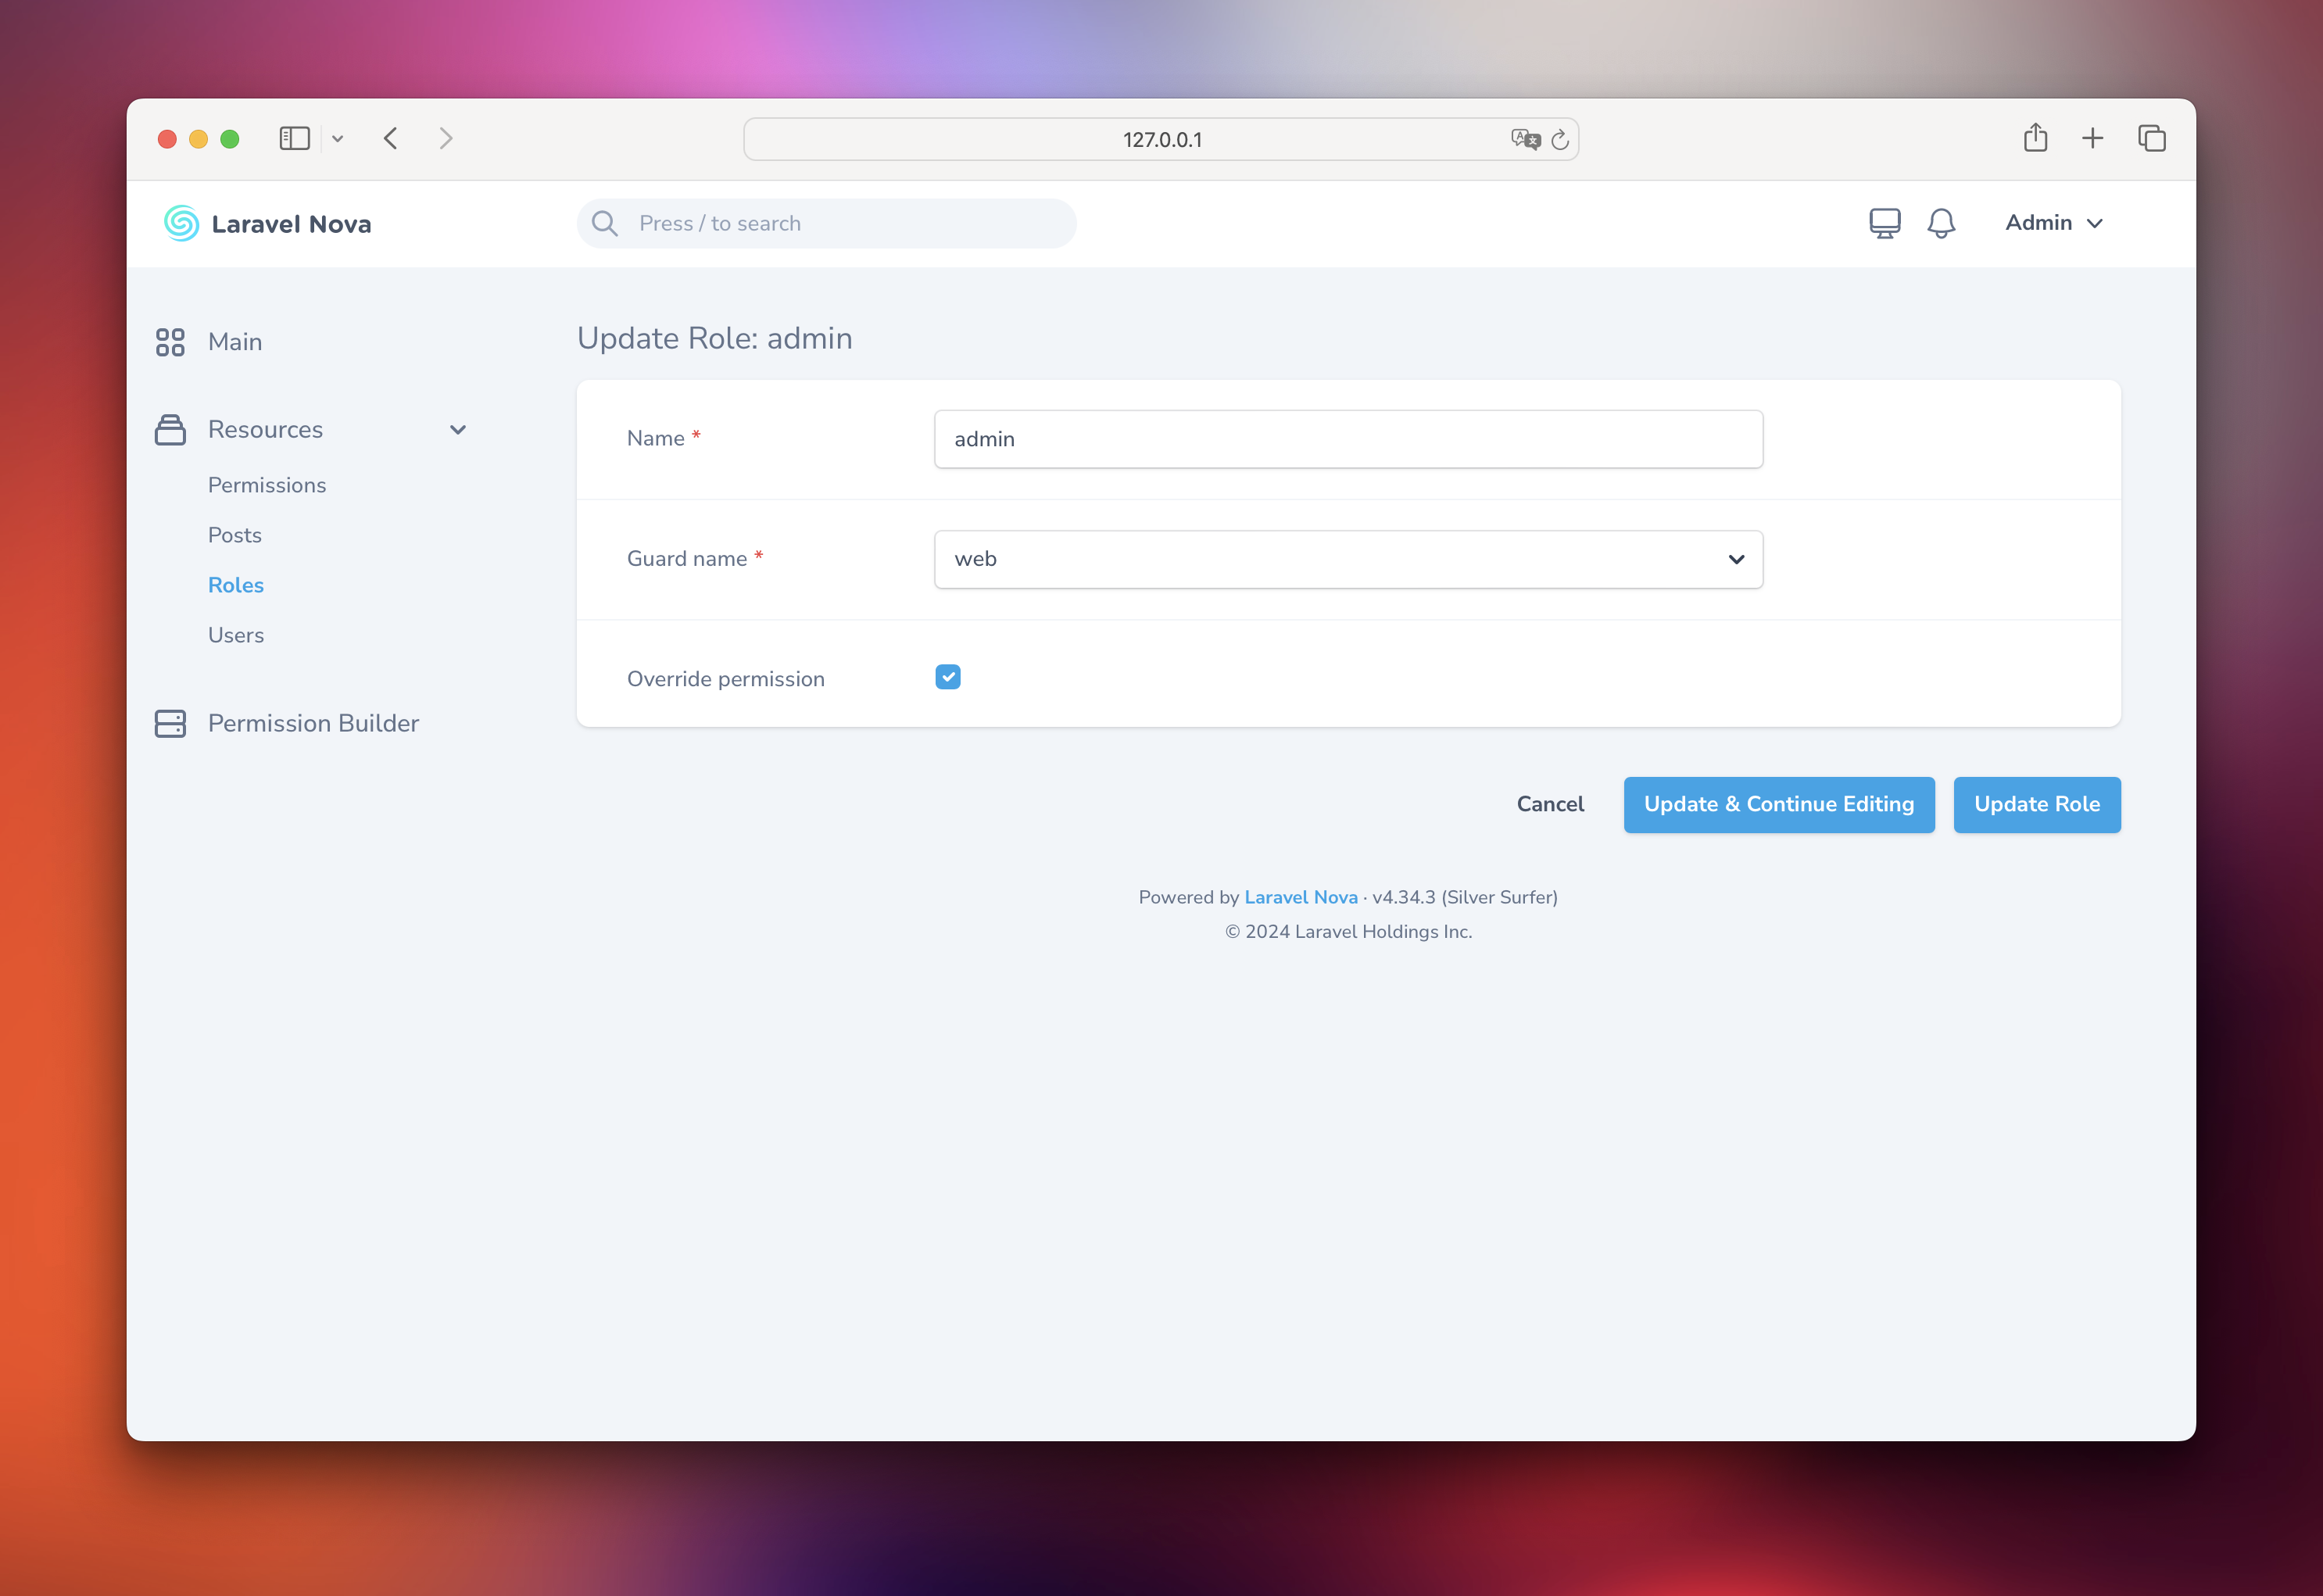 127.0.0.1
Laravel Nova
Press / to search
Admin
Main
Resources
Permissions
Posts
Roles
Users
Permission Builder
Update Role: admin
Name *
admin
Guard name *
web
Override permission
Cancel
Update & Continue Editing
Update Role
Powered by Laravel Nova · v4.34.3 (Silver Surfer)
© 2024 Laravel Holdings Inc.